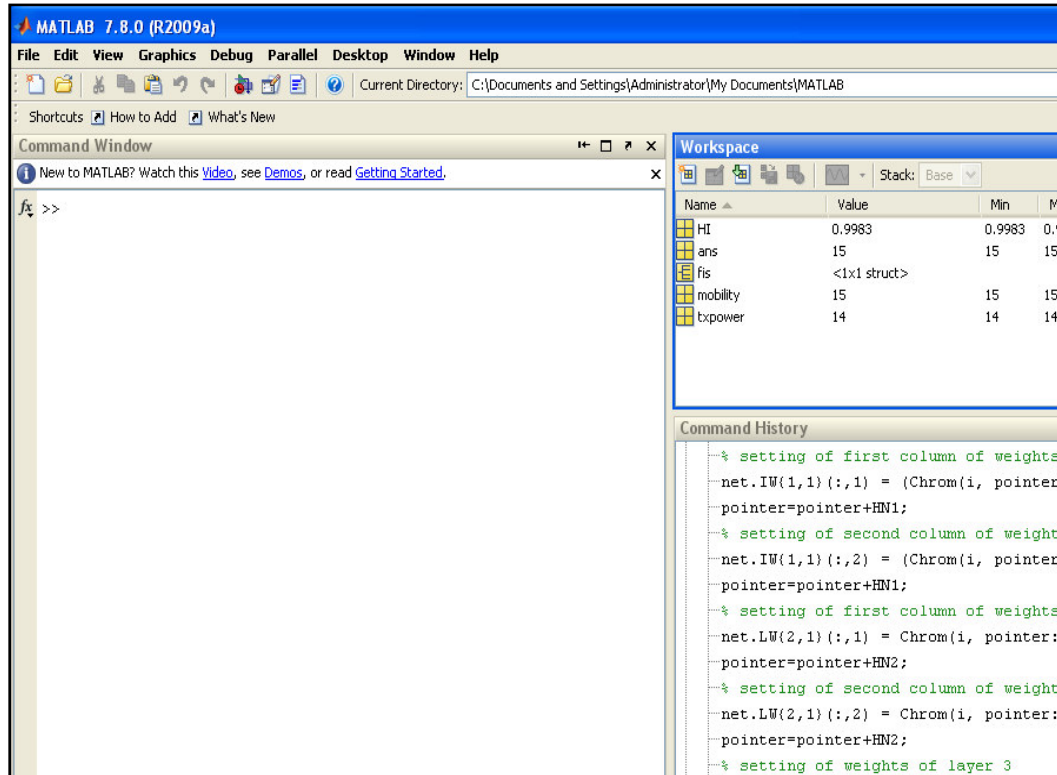 MATLAB 7.8.0 (R2009a)
File Edit View Graphics Debug Parallel Desktop Window Help
Current Directory: C:\Documents and Settings\Administrator\My Documents\MATLAB
Shortcuts How to Add What's New
Command Window
New to MATLAB? Watch this Video, see Demos, or read Getting Started.
fx >>
Workspace
Stack: Base
Name Value Min M
HI 0.9983 0.9983 0.9
ans 15 15 15
fis <1x1 struct>
mobility 15 15 15
txpower 14 14 14
Command History
% setting of first column of weights
net.IW{1,1}(:,1) = (Chrom(i, pointer
pointer=pointer+HN1;
% setting of second column of weight
net.IW{1,1}(:,2) = (Chrom(i, pointer
pointer=pointer+HN1;
% setting of first column of weights
net.LW{2,1}(:,1) = Chrom(i, pointer:
pointer=pointer+HN2;
% setting of second column of weight
net.LW{2,1}(:,2) = Chrom(i, pointer:
pointer=pointer+HN2;
% setting of weights of layer 3